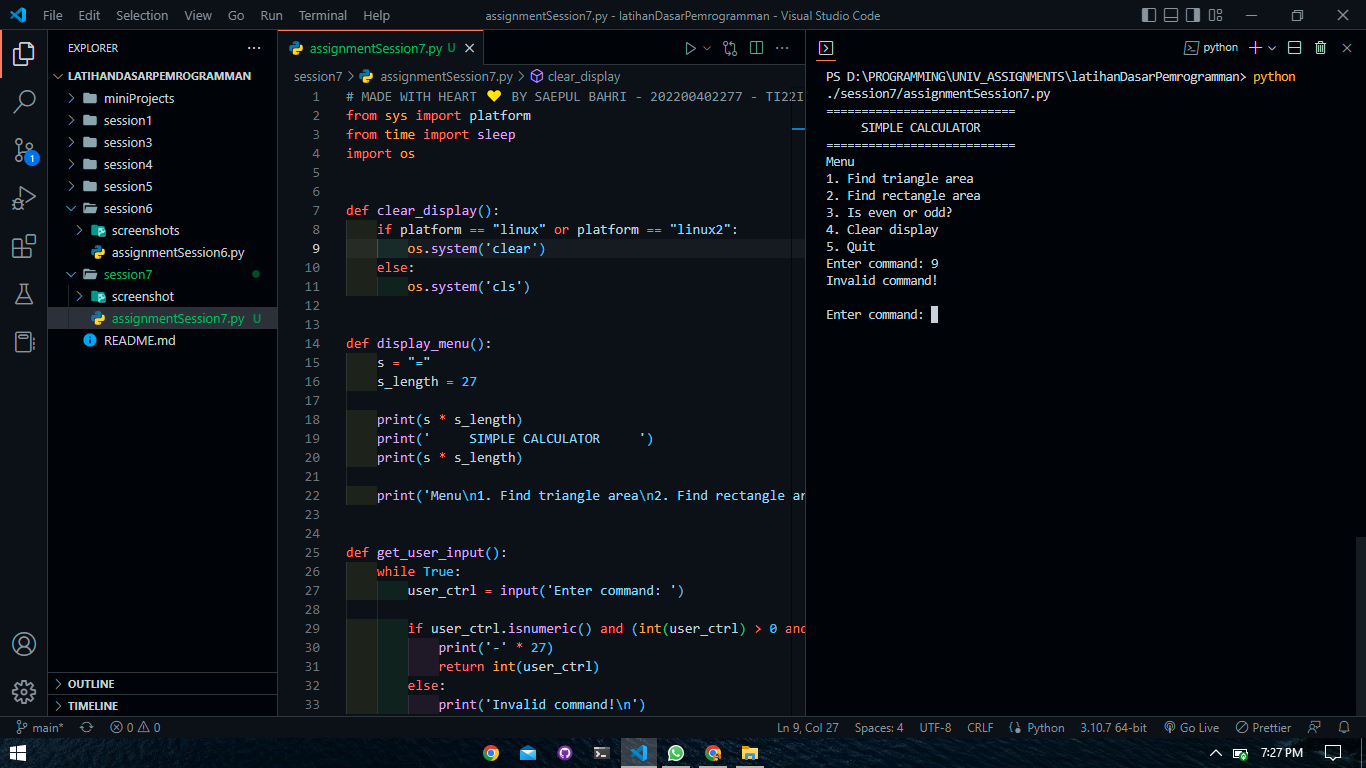 File Edit Selection View Go Run Terminal Help
assignmentSession7.py - latihanDasarPemrogramman - Visual Studio Code
EXPLORER
LATIHANDASARPEMROGRAMMAN
miniProjects
session1
session3
session4
session5
session6
screenshots
assignmentSession6.py
session7
screenshot
assignmentSession7.py U
README.md
OUTLINE
TIMELINE
1
assignmentSession7.py U
session7 > assignmentSession7.py > clear_display
1 # MADE WITH HEART 💛 BY SAEPUL BAHRI - 202200402277 - TI22I
2 from sys import platform
3 from time import sleep
4 import os
5
6
7 def clear_display():
8     if platform == "linux" or platform == "linux2":
9         os.system('clear')
10     else:
11         os.system('cls')
12
13
14 def display_menu():
15     s = "="
16     s_length = 27
17
18     print(s * s_length)
19     print('     SIMPLE CALCULATOR     ')
20     print(s * s_length)
21
22     print('Menu\n1. Find triangle area\n2. Find rectangle ar
23
24
25 def get_user_input():
26     while True:
27         user_ctrl = input('Enter command: ')
28
29         if user_ctrl.isnumeric() and (int(user_ctrl) > 0 and
30             print('-' * 27)
31             return int(user_ctrl)
32         else:
33             print('Invalid command!\n')
python
PS D:\PROGRAMMING\UNIV_ASSIGNMENTS\latihanDasarPemrogramman> python
./session7/assignmentSession7.py
===========================
     SIMPLE CALCULATOR
===========================
Menu
1. Find triangle area
2. Find rectangle area
3. Is even or odd?
4. Clear display
5. Quit
Enter command: 9
Invalid command!
Enter command:
main* 0 0 Ln 9, Col 27 Spaces: 4 UTF-8 CRLF Python 3.10.7 64-bit Go Live Prettier
7:27 PM